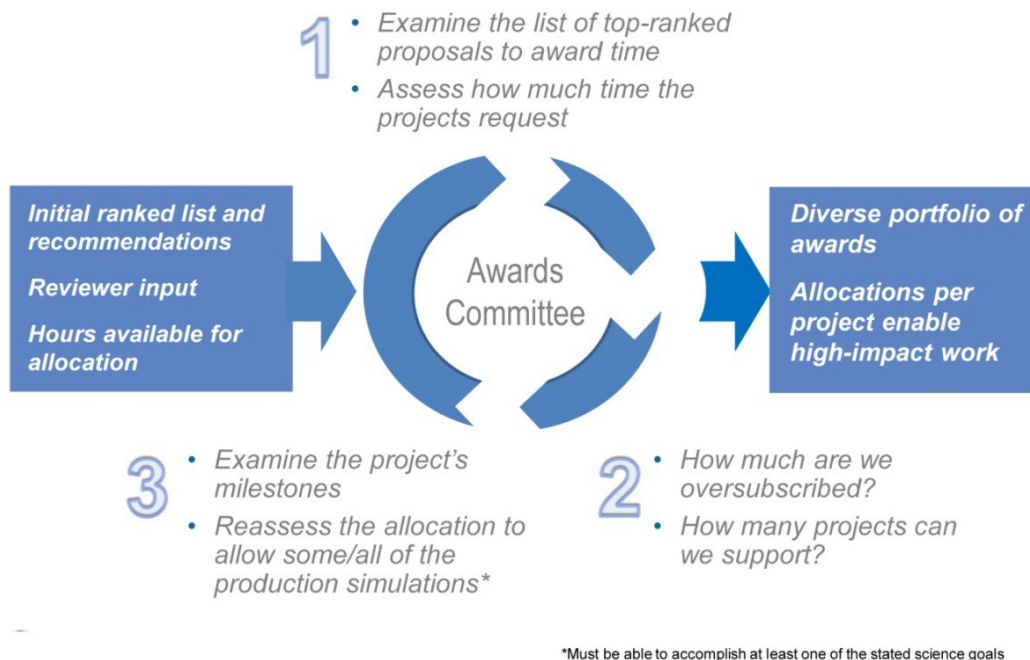 1
• Examine the list of top-ranked
proposals to award time
• Assess how much time the
projects request
Initial ranked list and
recommendations
Reviewer input
Hours available for
allocation
Awards
Committee
Diverse portfolio of
awards
Allocations per
project enable
high-impact work
3
• Examine the project's
milestones
• Reassess the allocation to
allow some/all of the
production simulations*
2
• How much are we
oversubscribed?
• How many projects can
we support?
*Must be able to accomplish at least one of the stated science goals